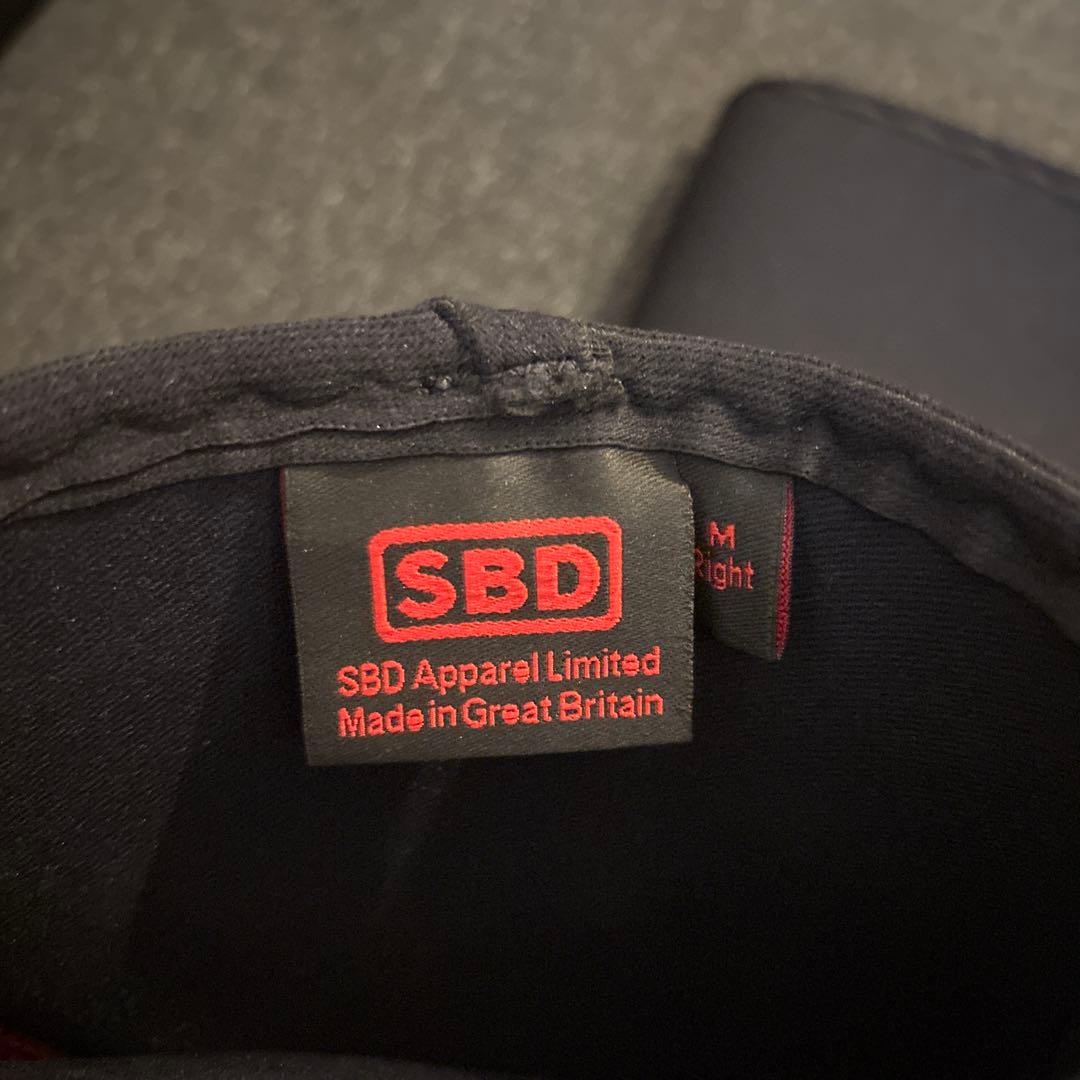 SBD
SBD Apparel Limited
Made in Great Britain
M
Right